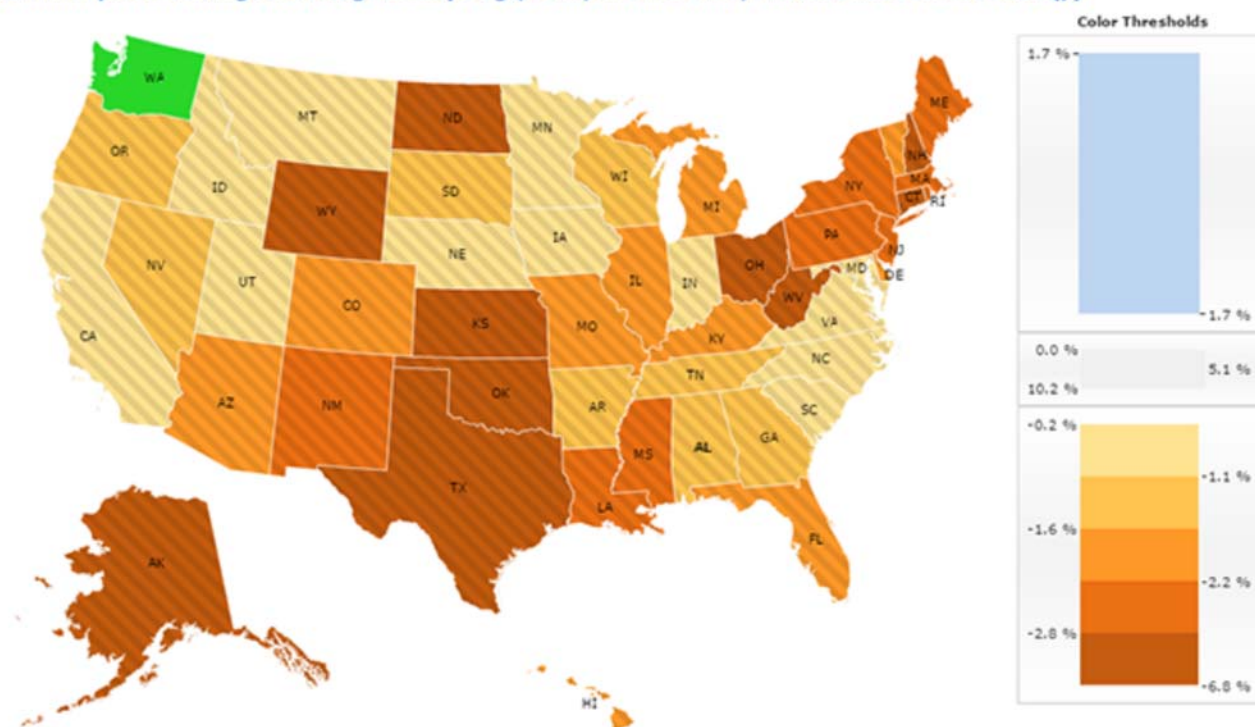 Color Thresholds
1.7 %
1.7 %
0.0 %
5.1 %
10.2 %
-0.2 %
-1.1 %
-1.6 %
-2.2 %
-2.8 %
-6.8 %
WA
MT
ND
MN
ME
OR
ID
WY
SD
WI
MI
NY
NH
MA
CT
RI
NV
UT
CO
NE
IA
IL
IN
OH
PA
NJ
MD
DE
WV
VA
CA
KS
MO
KY
NC
AZ
NM
OK
AR
TN
SC
TX
LA
MS
AL
GA
FL
AK
HI